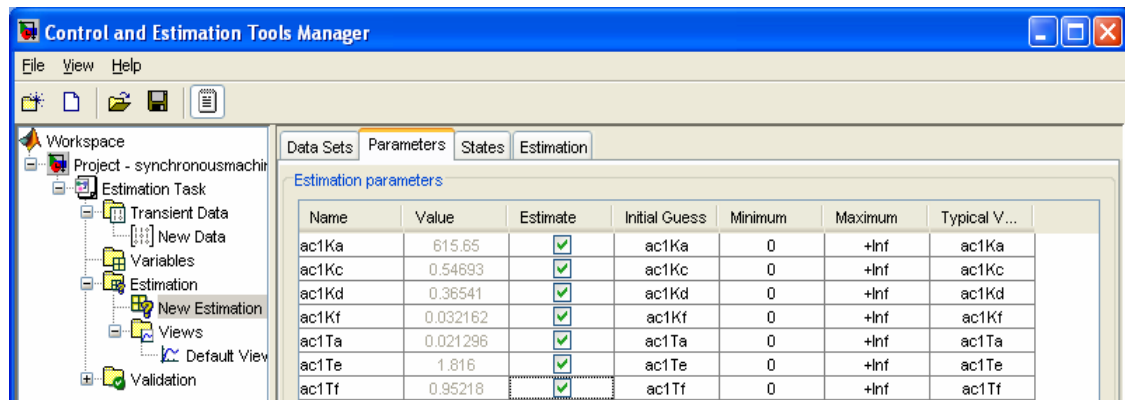 Control and Estimation Tools Manager
File View Help
Workspace
Project - synchronousmachin
Estimation Task
Transient Data
New Data
Variables
Estimation
New Estimation
Views
Default View
Validation
Data Sets Parameters States Estimation
Estimation parameters
Name Value Estimate Initial Guess Minimum Maximum Typical V...
ac1Ka 615.65 ac1Ka 0 +Inf ac1Ka
ac1Kc 0.54693 ac1Kc 0 +Inf ac1Kc
ac1Kd 0.36541 ac1Kd 0 +Inf ac1Kd
ac1Kf 0.032162 ac1Kf 0 +Inf ac1Kf
ac1Ta 0.021296 ac1Ta 0 +Inf ac1Ta
ac1Te 1.816 ac1Te 0 +Inf ac1Te
ac1Tf 0.95218 ac1Tf 0 +Inf ac1Tf